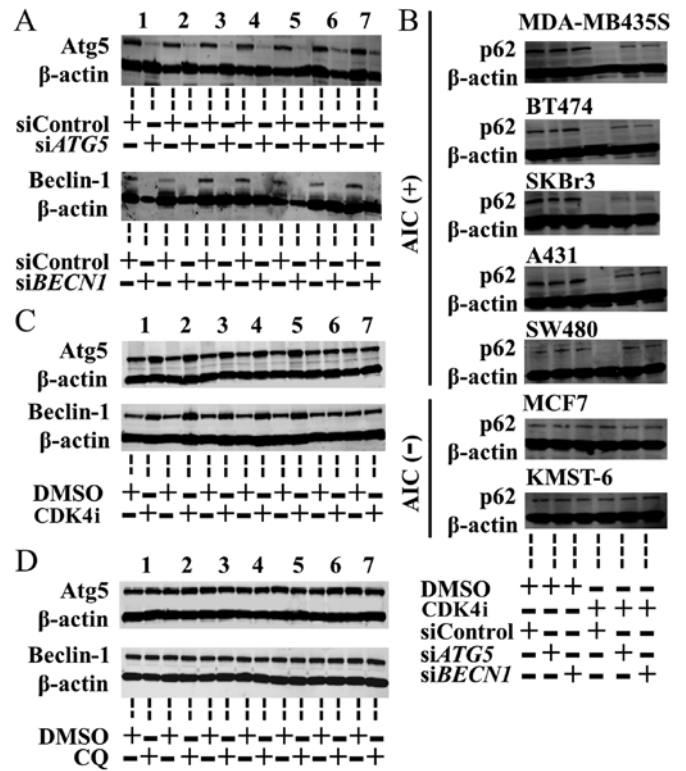 A
1 2 3 4 5 6 7
Atg5
β-actin
siControl + − + − + − + − + − + − + −
siATG5 − + − + − + − + − + − + − +
Beclin-1
β-actin
siControl + − + − + − + − + − + − + −
siBECN1 − + − + − + − + − + − + − +
C
1 2 3 4 5 6 7
Atg5
β-actin
Beclin-1
β-actin
DMSO + − + − + − + − + − + − + −
CDK4i − + − + − + − + − + − + − +
D
1 2 3 4 5 6 7
Atg5
β-actin
Beclin-1
β-actin
DMSO + − + − + − + − + − + − + −
CQ − + − + − + − + − + − + − +
B
AIC (+)
MDA-MB435S
p62
β-actin
BT474
p62
β-actin
SKBr3
p62
β-actin
A431
p62
β-actin
SW480
p62
β-actin
AIC (−)
MCF7
p62
β-actin
KMST-6
p62
β-actin
DMSO + + + − − −
CDK4i − − − + + +
siControl + − − + − −
siATG5 − + − − + −
siBECN1 − − + − − +